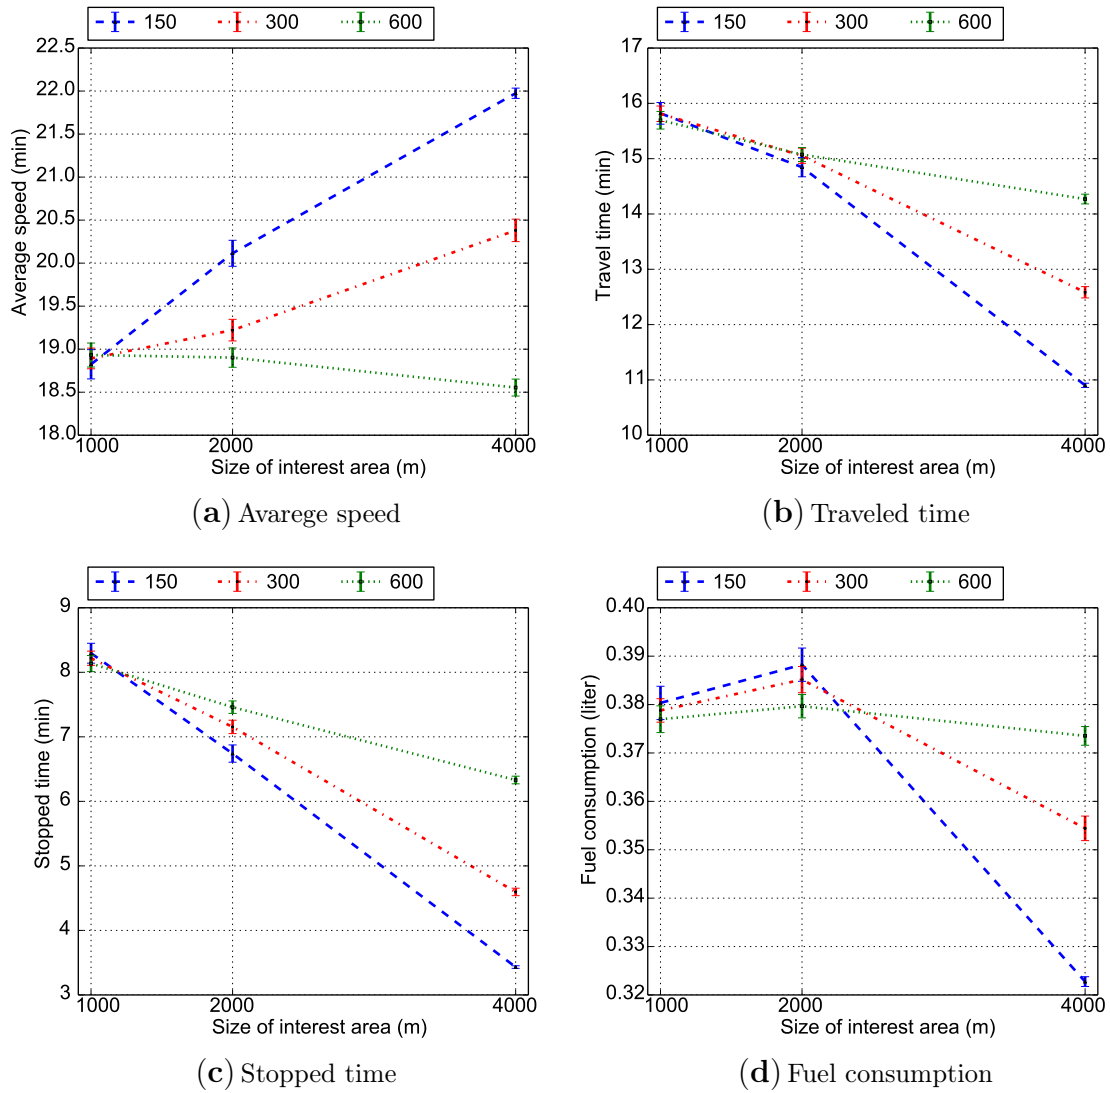 150 300 600
150 300 600
22.5
22.0
21.5
21.0
20.5
20.0
19.5
19.0
18.5
18.0
Average speed (min)
1000 2000 4000
Size of interest area (m)
17
16
15
14
13
12
11
10
Travel time (min)
1000 2000 4000
Size of interest area (m)
(a) Avarege speed
(b) Traveled time
150 300 600
150 300 600
9
8
7
6
5
4
3
Stopped time (min)
1000 2000 4000
Size of interest area (m)
0.40
0.39
0.38
0.37
0.36
0.35
0.34
0.33
0.32
Fuel consumption (liter)
1000 2000 4000
Size of interest area (m)
(c) Stopped time
(d) Fuel consumption